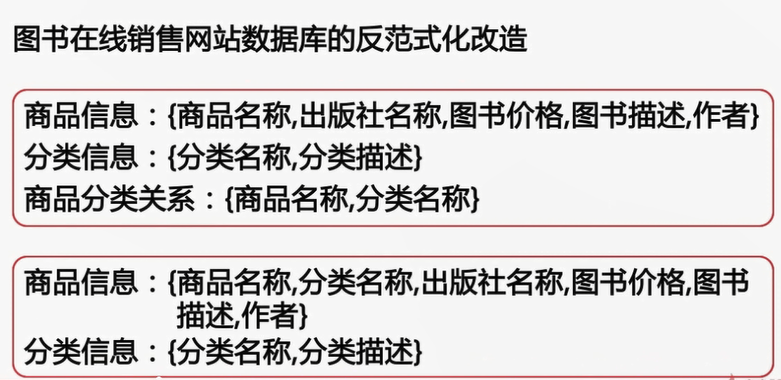 图书在线销售网站数据库的反范式化改造
商品信息：{商品名称,出版社名称,图书价格,图书描述,作者}
分类信息：{分类名称,分类描述}
商品分类关系：{商品名称,分类名称}
商品信息：{商品名称,分类名称,出版社名称,图书价格,图书
描述,作者}
分类信息：{分类名称,分类描述}